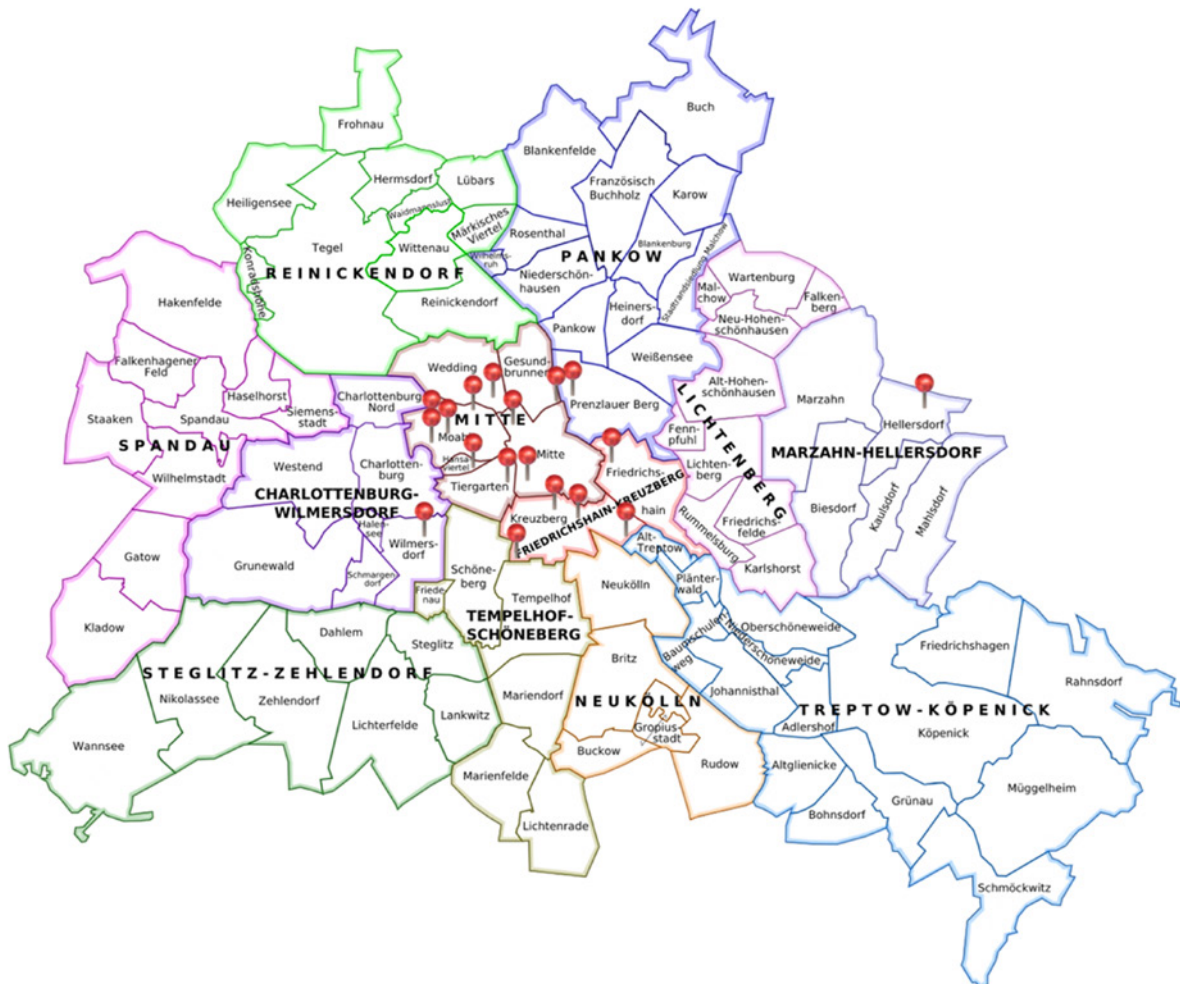 Buch
Frohnau
Blankenfelde
Hermsdorf
Lübars
Französisch
Buchholz
Karow
Heiligensee
Waidmannslust
Märkisches
Viertel
Rosenthal
Tegel
Wittenau
Blankenburg
Stadtrandsiedlung Malchow
Wilhelms-
ruh
PANKOW
REINICKENDORF
Konradshöhe
Niederschön-
hausen
Wartenburg
Mal-
chow
Falken-
berg
Hakenfelde
Reinickendorf
Heiners-
dorf
Neu-Hohen-
schönhausen
Pankow
Weißensee
Falkenhagener
Feld
Wedding
Gesund-
brunnen
Alt-Hohen-
schönhausen
Haselhorst
Charlottenburg
Nord
Prenzlauer Berg
Marzahn
Staaken
Spandau
Siemens-
stadt
MITTE
Hellersdorf
SPANDAU
Moab
Fenn-
pfuhl
LICHTENBERG
MARZAHN-HELLERSDORF
Westend
Charlotten-
burg
Hansa-
viertel
Mitte
Friedrichs-
hain
Lichten-
berg
Wilhelmstadt
Tiergarten
CHARLOTTENBURG-
WILMERSDORF
Kreuzberg
FRIEDRICHSHAIN-KREUZBERG
Rummelsburg
Friedrichs-
felde
Biesdorf
Kaulsdorf
Mahlsdorf
Halen-
see
Wilmers-
dorf
Alt-
Treptow
Gatow
Grunewald
Schmargen
dorf
Karlshorst
Schöne-
berg
Neukölln
Plänter-
wald
Friede-
nau
Tempelhof
Kladow
TEMPELHOF-
SCHÖNEBERG
Dahlem
Steglitz
Baumschulen-
weg
Oberschöneweide
Niederschöneweide
Friedrichshagen
STEGLITZ-ZEHLENDORF
Britz
Rahnsdorf
Nikolassee
Zehlendorf
Mariendorf
Johannisthal
NEUKÖLLN
TREPTOW-KÖPENICK
Lichterfelde
Lankwitz
Gropius-
stadt
Adlershof
Köpenick
Wannsee
Buckow
Rudow
Altglienicke
Marienfelde
Müggelheim
Grünau
Bohnsdorf
Lichtenrade
Schmöckwitz